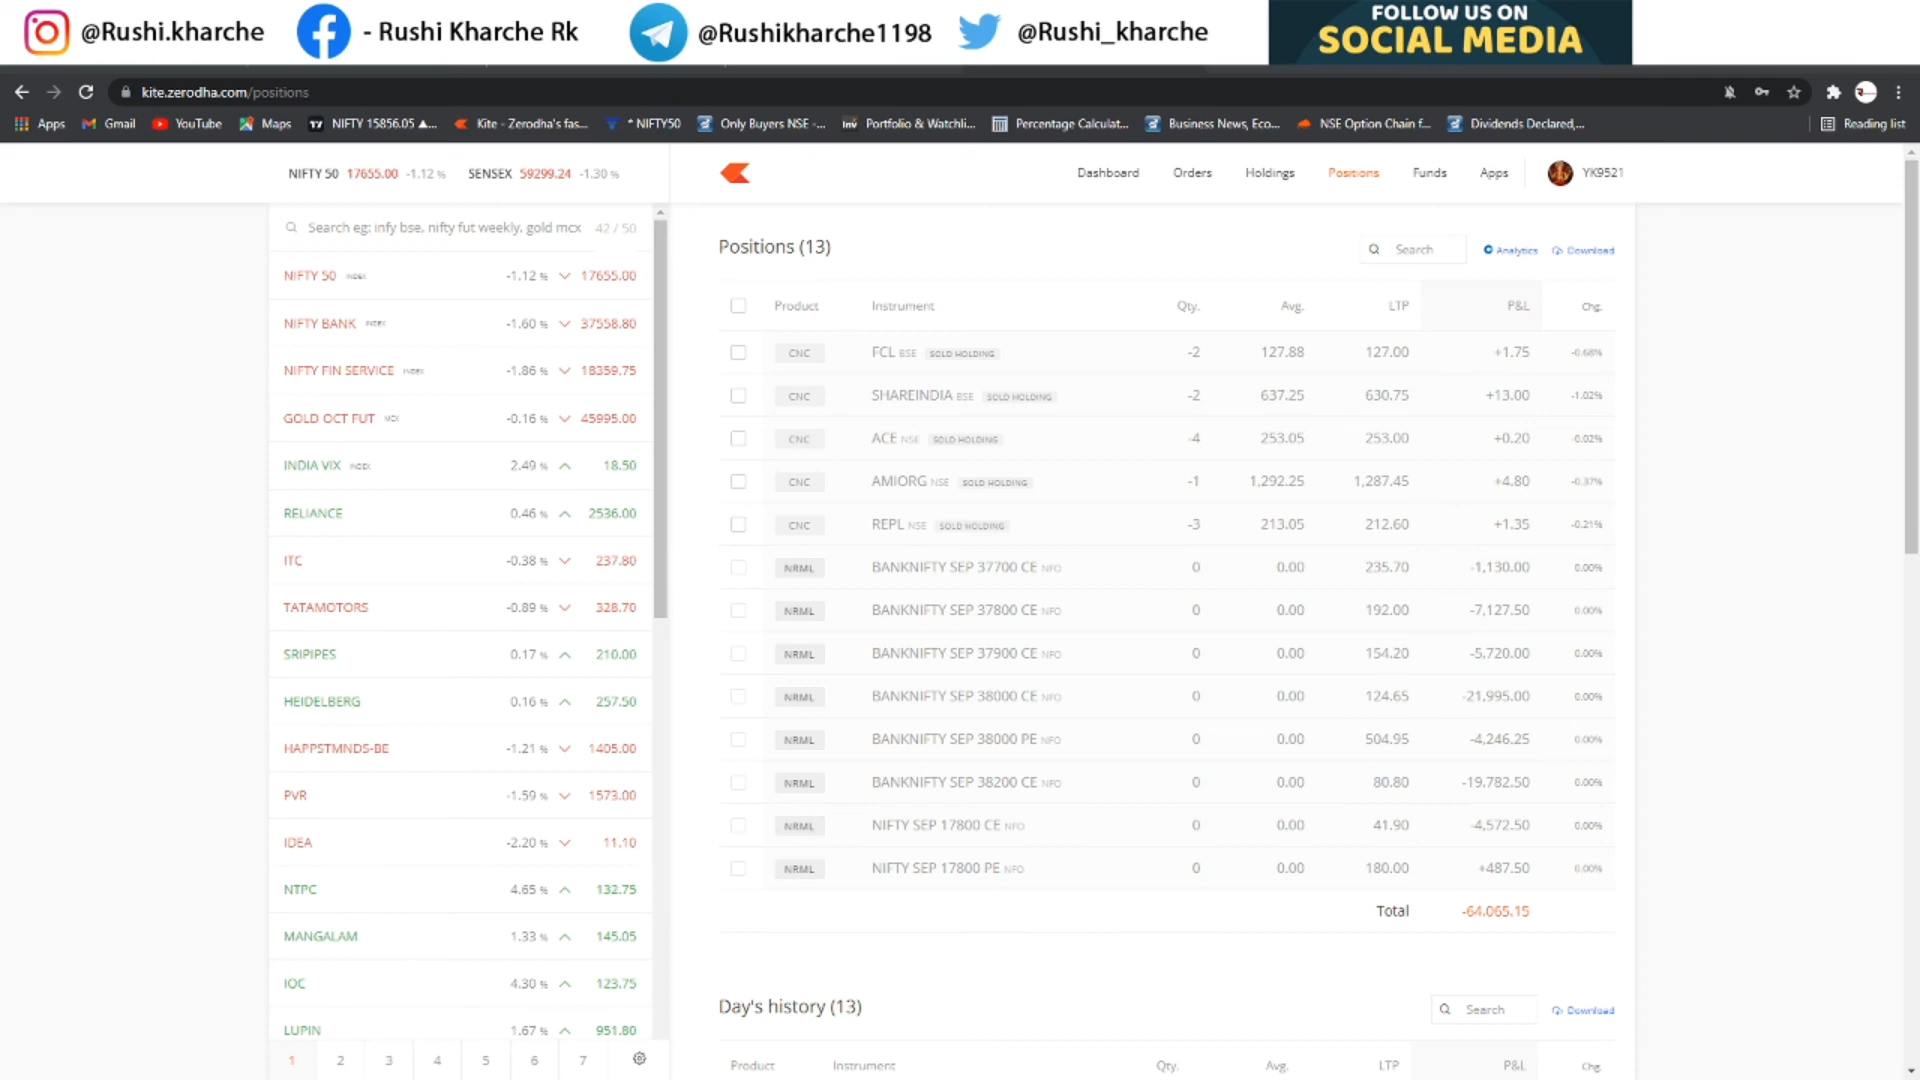 @Rushi.kharche - Rushi Kharche Rk @Rushikharche1198 @Rushi_kharche FOLLOW US ON
SOCIAL MEDIA
kite.zerodha.com/positions
Apps Gmail YouTube Maps NIFTY 15856.05 ▲... Kite - Zerodha's fas... * NIFTY50 Only Buyers NSE -... Portfolio & Watchli... Percentage Calculat... Business News, Eco... NSE Option Chain f... Dividends Declared,... Reading list
NIFTY 50 17655.00 -1.12 % SENSEX 59299.24 -1.30 % Dashboard Orders Holdings Positions Funds Apps YK9521
Search eg: infy bse, nifty fut weekly, gold mcx 42 / 50
NIFTY 50 INDEX -1.12 % 17655.00
NIFTY BANK INDEX -1.60 % 37558.80
NIFTY FIN SERVICE INDEX -1.86 % 18359.75
GOLD OCT FUT MCX -0.16 % 45995.00
INDIA VIX INDEX 2.49 % 18.50
RELIANCE 0.46 % 2536.00
ITC -0.38 % 237.80
TATAMOTORS -0.89 % 328.70
SRIPIPES 0.17 % 210.00
HEIDELBERG 0.16 % 257.50
HAPPSTMNDS-BE -1.21 % 1405.00
PVR -1.59 % 1573.00
IDEA -2.20 % 11.10
NTPC 4.65 % 132.75
MANGALAM 1.33 % 145.05
IOC 4.30 % 123.75
LUPIN 1.67 % 951.80
1 2 3 4 5 6 7
Positions (13) Search Analytics Download
Product Instrument Qty. Avg. LTP P&L Chg.
CNC FCL BSE SOLD HOLDING -2 127.88 127.00 +1.75 -0.68%
CNC SHAREINDIA BSE SOLD HOLDING -2 637.25 630.75 +13.00 -1.02%
CNC ACE NSE SOLD HOLDING -4 253.05 253.00 +0.20 -0.02%
CNC AMIORG NSE SOLD HOLDING -1 1,292.25 1,287.45 +4.80 -0.37%
CNC REPL NSE SOLD HOLDING -3 213.05 212.60 +1.35 -0.21%
NRML BANKNIFTY SEP 37700 CE NFO 0 0.00 235.70 -1,130.00 0.00%
NRML BANKNIFTY SEP 37800 CE NFO 0 0.00 192.00 -7,127.50 0.00%
NRML BANKNIFTY SEP 37900 CE NFO 0 0.00 154.20 -5,720.00 0.00%
NRML BANKNIFTY SEP 38000 CE NFO 0 0.00 124.65 -21,995.00 0.00%
NRML BANKNIFTY SEP 38000 PE NFO 0 0.00 504.95 -4,246.25 0.00%
NRML BANKNIFTY SEP 38200 CE NFO 0 0.00 80.80 -19,782.50 0.00%
NRML NIFTY SEP 17800 CE NFO 0 0.00 41.90 -4,572.50 0.00%
NRML NIFTY SEP 17800 PE NFO 0 0.00 180.00 +487.50 0.00%
Total -64,065.15
Day's history (13) Search Download
Product Instrument Qty. Avg. LTP P&L Chg.